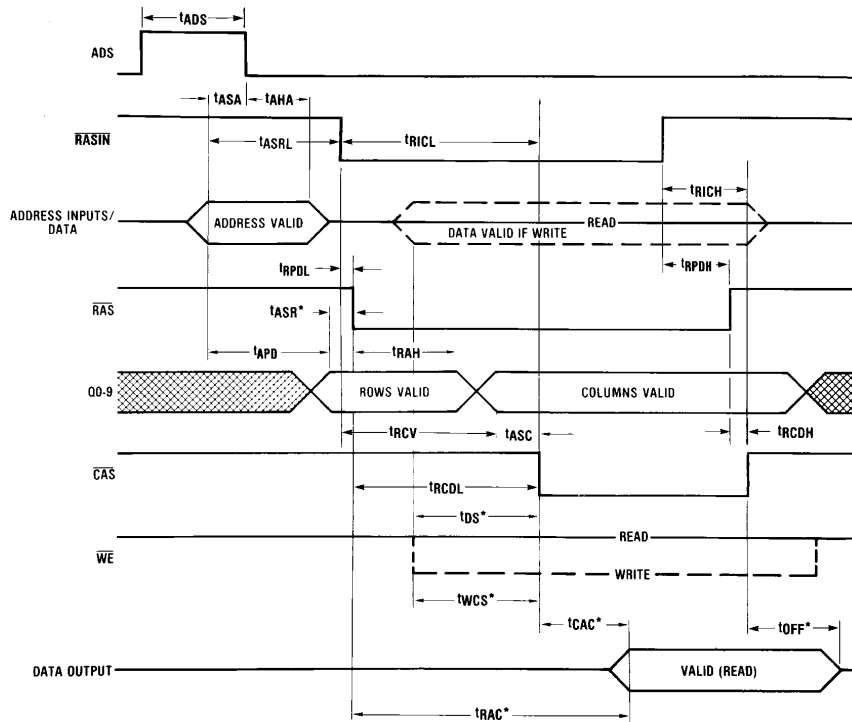 tADS
ADS
tASA
tAHA
RASIN
tASRL
tRICL
tRICH
ADDRESS INPUTS/
DATA
ADDRESS VALID
READ
DATA VALID IF WRITE
tRPDL
tRPDH
RAS
tASR*
tAPD
tRAH
Q0-9
ROWS VALID
COLUMNS VALID
tRCV
tASC
tRCDH
CAS
tRCDL
tDS*
READ
WE
WRITE
tWCS*
tCAC*
tOFF*
DATA OUTPUT
VALID (READ)
tRAC*